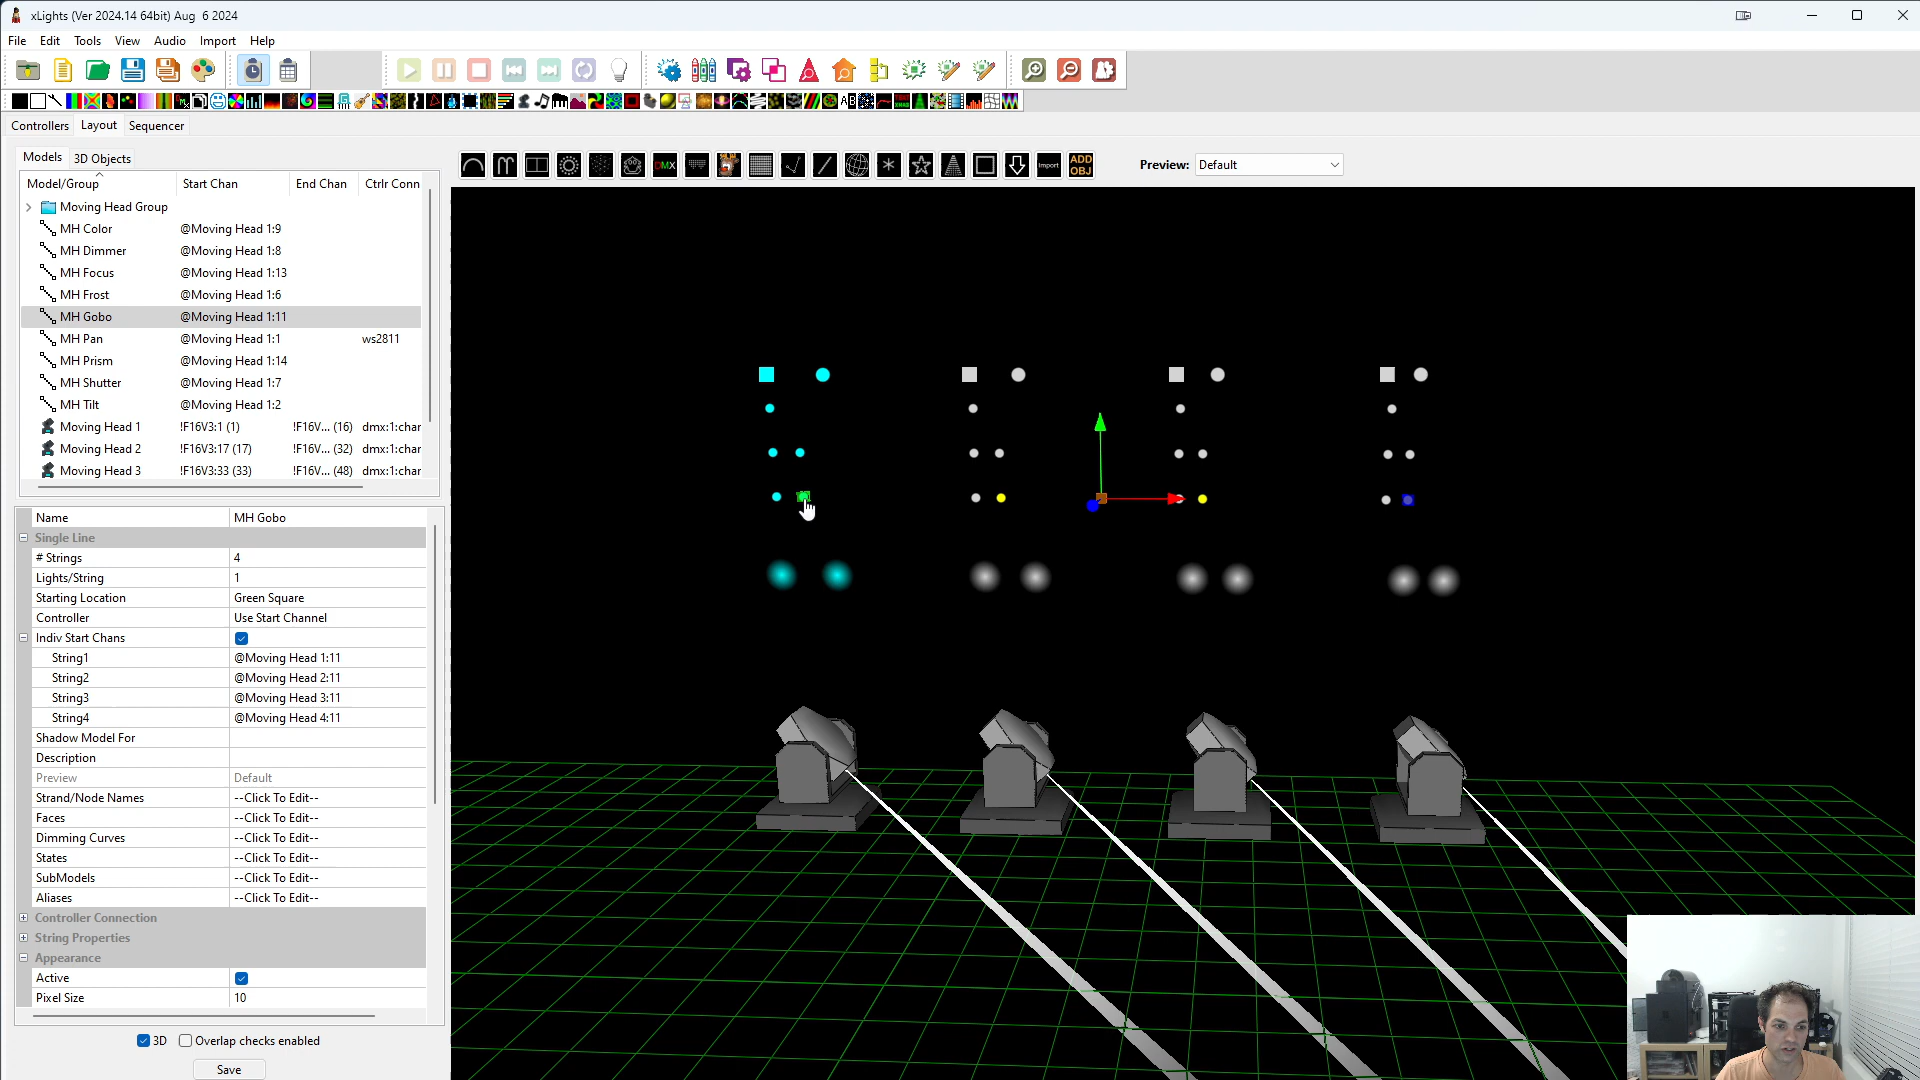 xLights (Ver 2024.14 64bit) Aug 6 2024
File Edit Tools View Audio Import Help
Controllers Layout Sequencer
Models 3D Objects
DMX
Import
ADD OBJ
Preview: Default
Model/Group Start Chan End Chan Ctrlr Conn
Moving Head Group
MH Color @Moving Head 1:9
MH Dimmer @Moving Head 1:8
MH Focus @Moving Head 1:13
MH Frost @Moving Head 1:6
MH Gobo @Moving Head 1:11
MH Pan @Moving Head 1:1 ws2811
MH Prism @Moving Head 1:14
MH Shutter @Moving Head 1:7
MH Tilt @Moving Head 1:2
Moving Head 1 !F16V3:1 (1) !F16V... (16) dmx:1:char
Moving Head 2 !F16V3:17 (17) !F16V... (32) dmx:1:char
Moving Head 3 !F16V3:33 (33) !F16V... (48) dmx:1:char
Name MH Gobo
Single Line
# Strings 4
Lights/String 1
Starting Location Green Square
Controller Use Start Channel
Indiv Start Chans
String1 @Moving Head 1:11
String2 @Moving Head 2:11
String3 @Moving Head 3:11
String4 @Moving Head 4:11
Shadow Model For
Description
Preview Default
Strand/Node Names --Click To Edit--
Faces --Click To Edit--
Dimming Curves --Click To Edit--
States --Click To Edit--
SubModels --Click To Edit--
Aliases --Click To Edit--
Controller Connection
String Properties
Appearance
Active
Pixel Size 10
3D Overlap checks enabled
Save